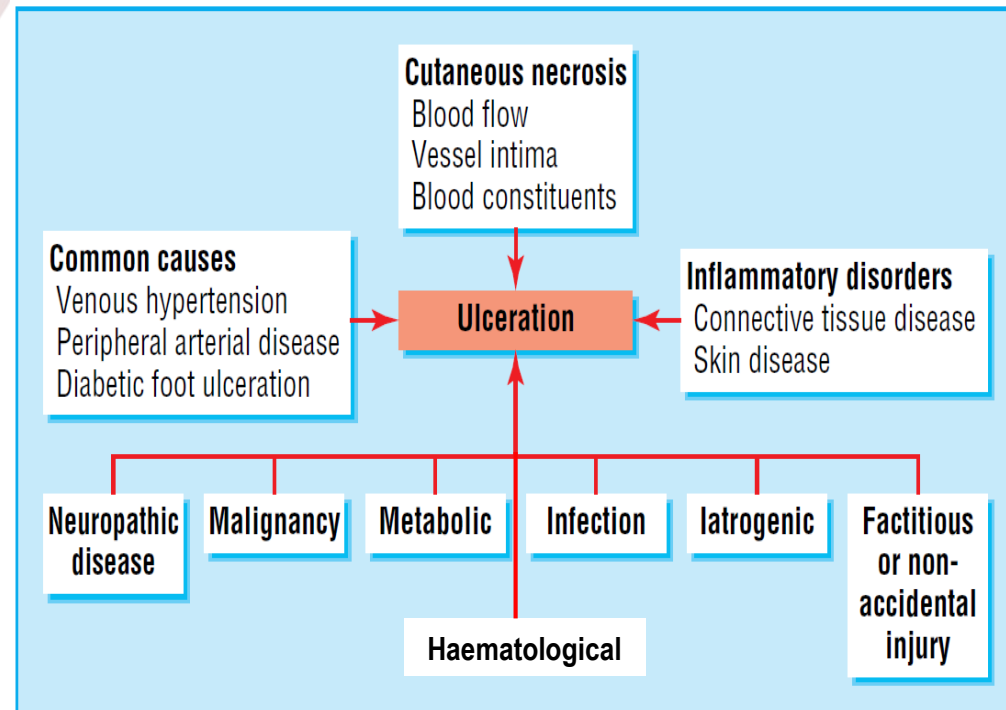 Cutaneous necrosis
Blood flow
Vessel intima
Blood constituents
Common causes
Venous hypertension
Peripheral arterial disease
Diabetic foot ulceration
Ulceration
Inflammatory disorders
Connective tissue disease
Skin disease
Neuropathic
disease
Malignancy
Metabolic
Infection
Iatrogenic
Factitious
or non-
accidental
injury
Haematological